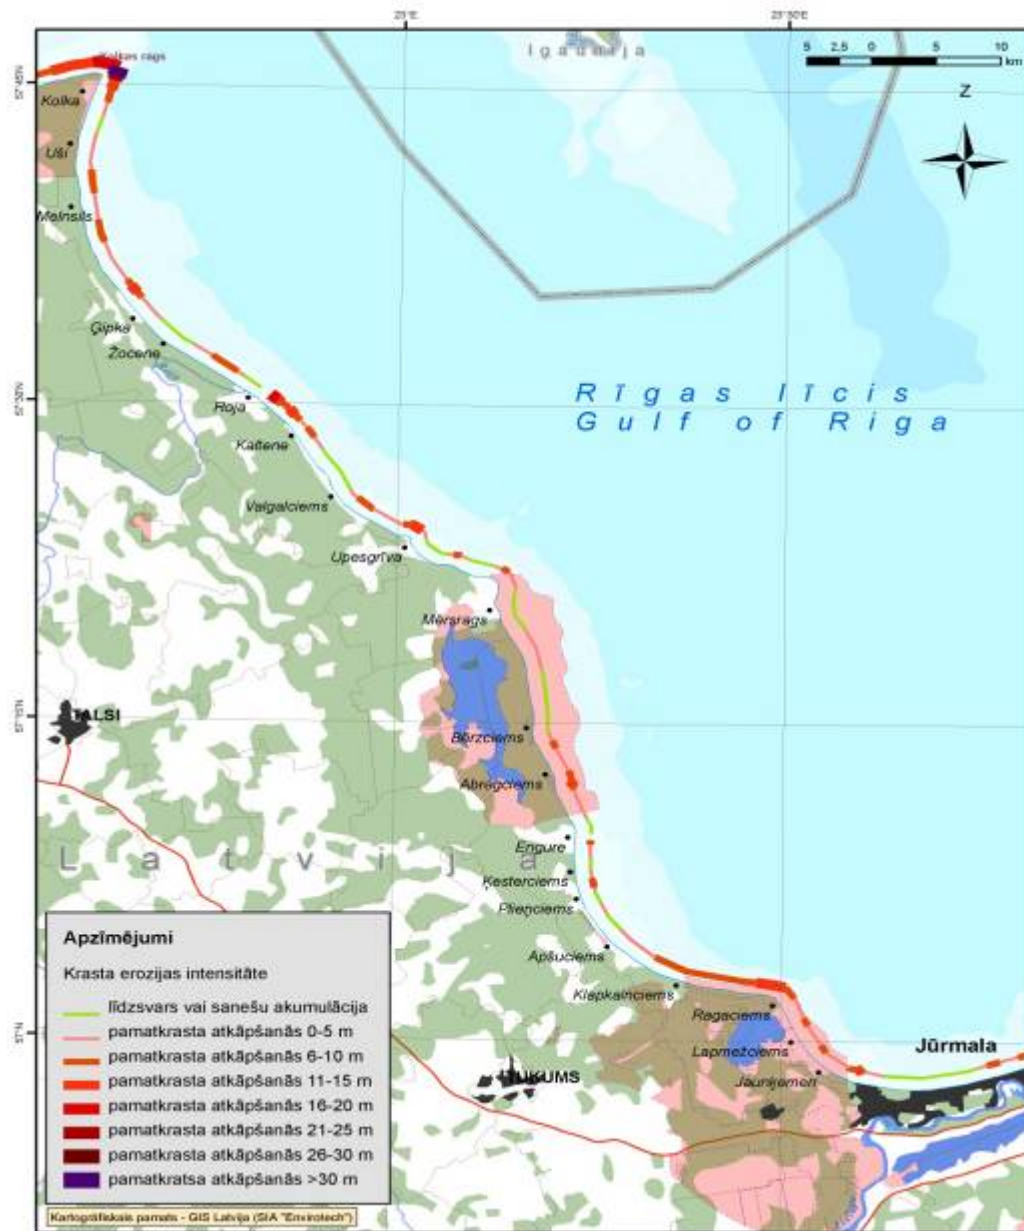 23°E
23°30'E
Kolkas rags
Igaunija
5 2,5 0 5 10
km
57°45'N
Z
Kolka
Uši
Melnsils
Ģipka
Žocene
57°30'N
Roja
Rīgas līcis
Gulf of Riga
Kaltene
Valgalciems
Upesgrīva
Mērsrags
57°15'N
TALSI
Bērzciems
Abragciems
Engure
Latvija
Ķesterciems
Plieņciems
Apšuciems
Klapkalnciems
Ragaciems
57°N
Lapmežciems
Jūrmala
TUKUMS
Jaunķemeri
Apzīmējumi
Krasta erozijas intensitāte
līdzsvars vai sanešu akumulācija
pamatkrasta atkāpšanās 0-5 m
pamatkrasta atkāpšanās 6-10 m
pamatkrasta atkāpšanās 11-15 m
pamatkrasta atkāpšanās 16-20 m
pamatkrasta atkāpšanās 21-25 m
pamatkrasta atkāpšanās 26-30 m
pamatkratsa atkāpšanās >30 m
Kartogrāfiskais pamats - GIS Latvija (SIA "Envirotech")